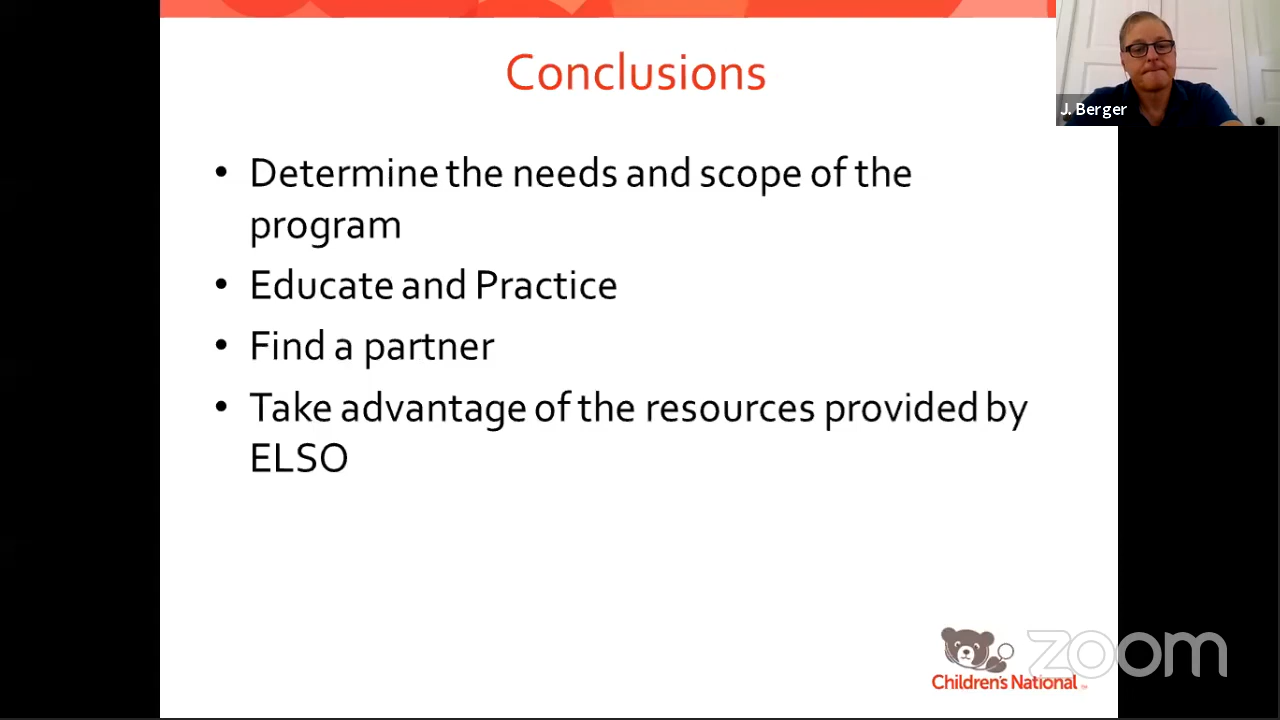 Conclusions
J. Berger
• Determine the needs and scope of the
program
• Educate and Practice
• Find a partner
• Take advantage of the resources provided by
ELSO
zoom
Children's National ™